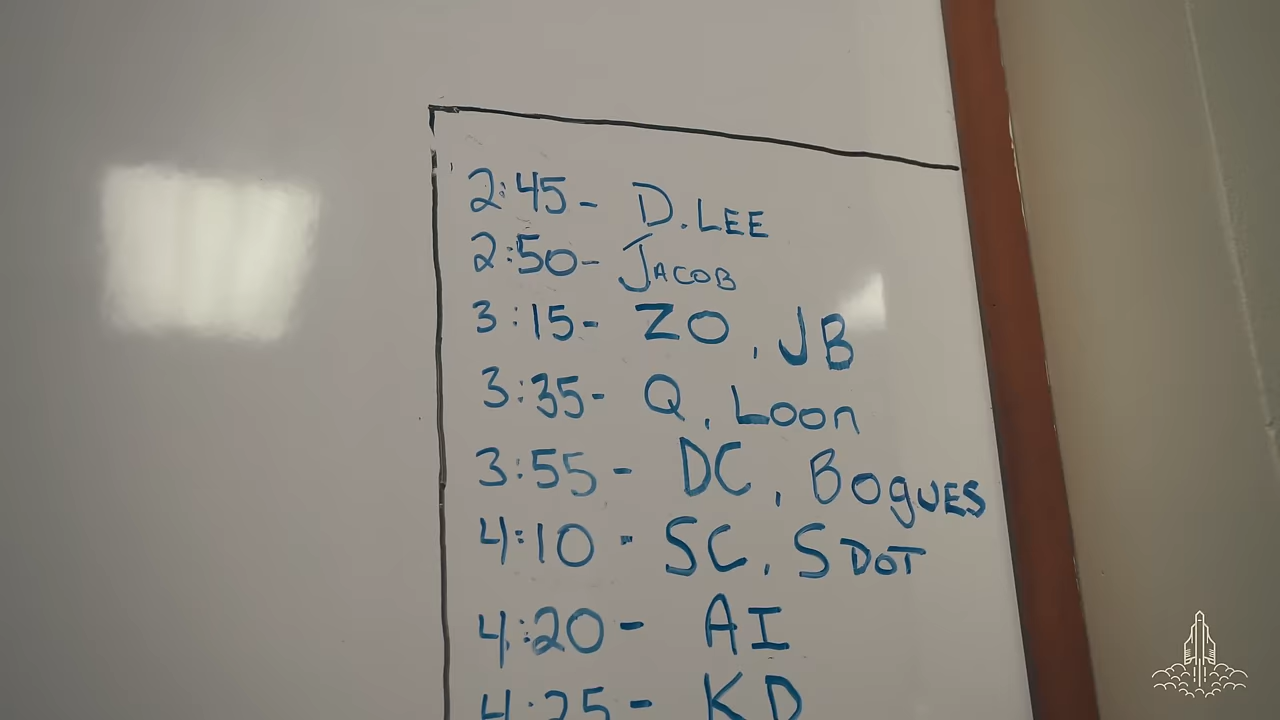 2:45- D.LEE
2:50- JACOB
3:15- ZO, JB
3:35- Q, Loon
3:55- DC, BogUES
4:10- SC, S DOT
4:20- AI
4:25- KD